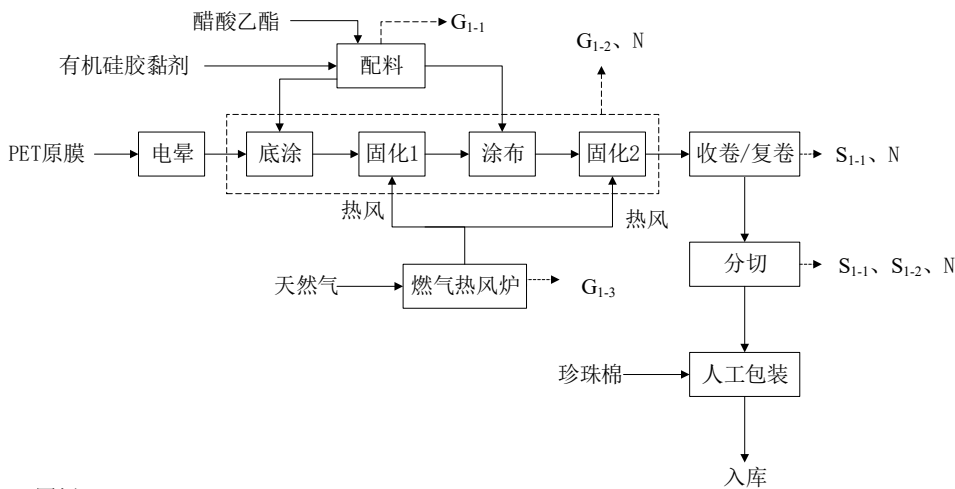 醋酸乙酯
G1-1
G1-2、N
有机硅胶黏剂
配料
PET原膜
电晕
底涂
固化1
涂布
固化2
收卷/复卷
S1-1、N
热风
热风
分切
S1-1、S1-2、N
天然气
燃气热风炉
G1-3
珍珠棉
人工包装
入库